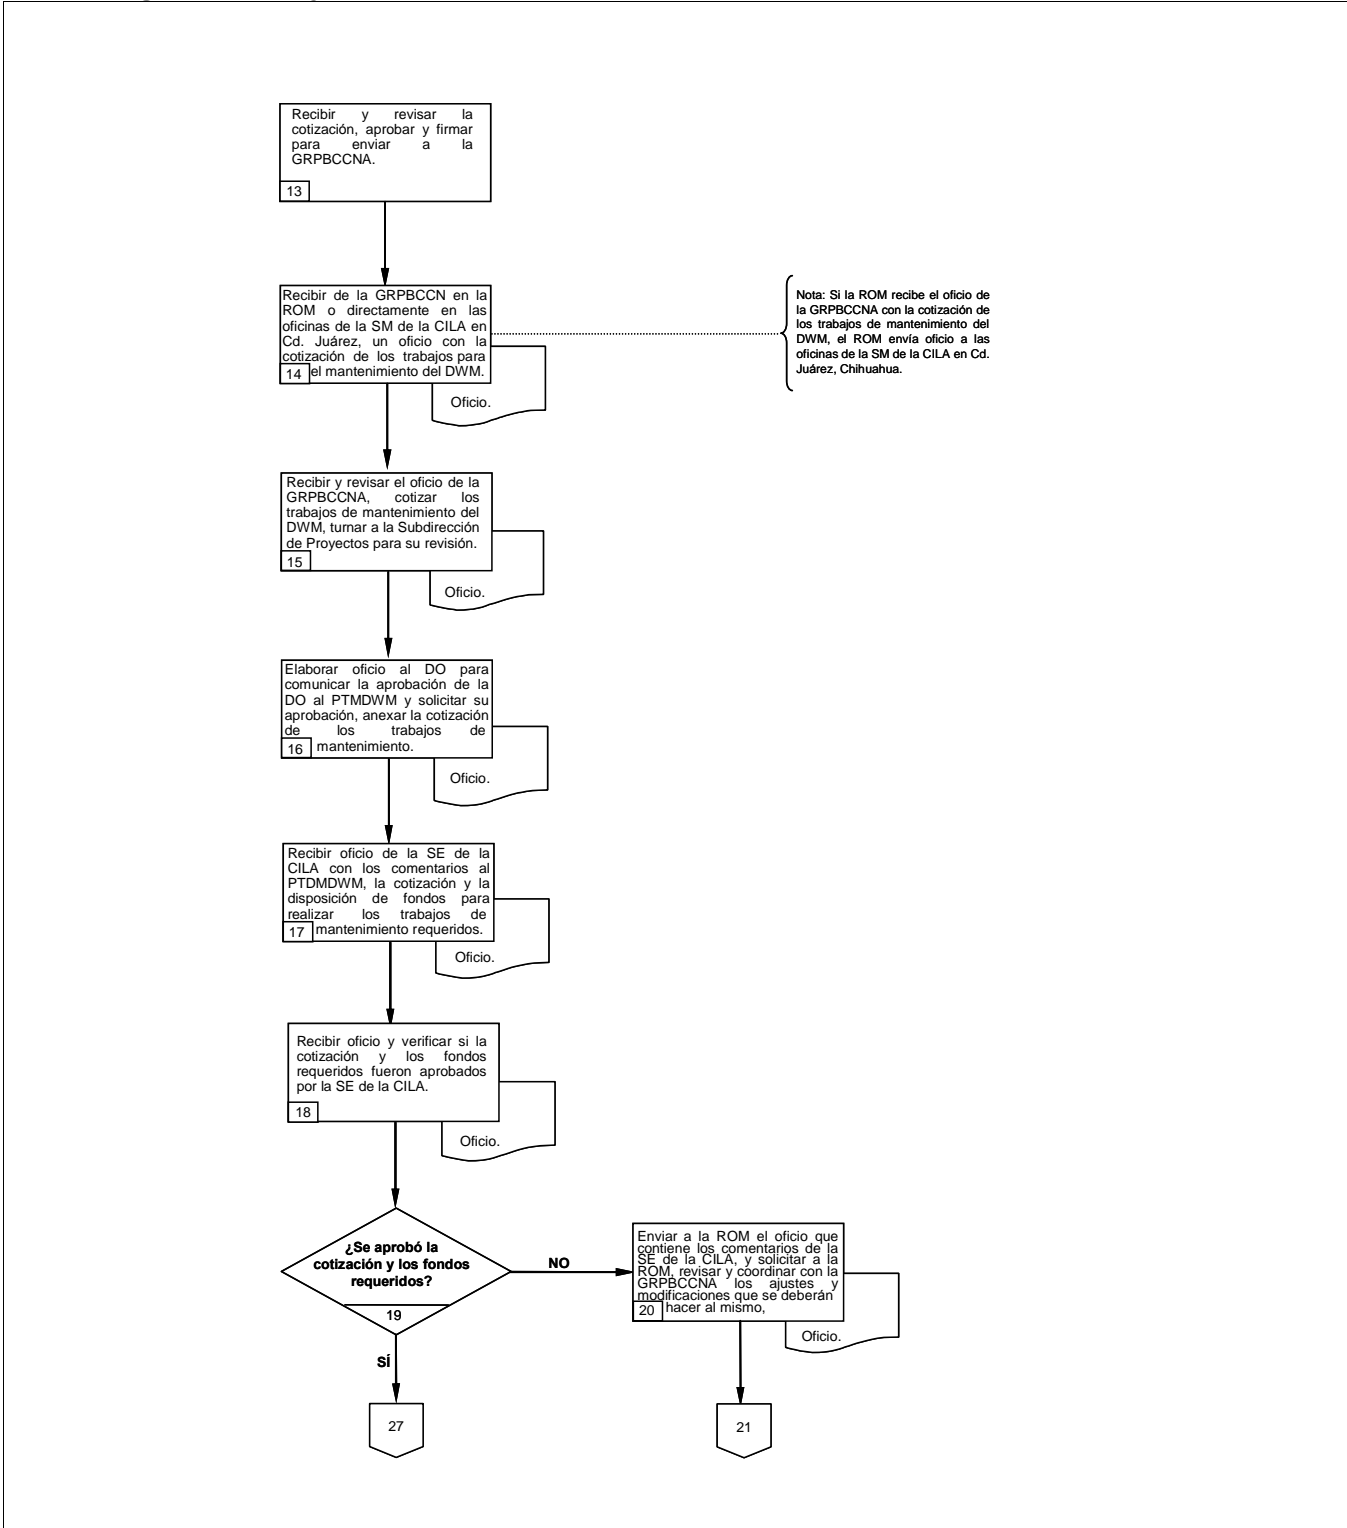 Recibir y revisar la
cotización, aprobar y firmar
para enviar a la
GRPBCCNA.
13
Recibir de la GRPBCCN en la
ROM o directamente en las
oficinas de la SM de la CILA en
Cd. Juárez, un oficio con la
cotización de los trabajos para
el mantenimiento del DWM.
14
Oficio.
Nota: Si la ROM recibe el oficio de
la GRPBCCNA con la cotización de
los trabajos de mantenimiento del
DWM, el ROM envía oficio a las
oficinas de la SM de la CILA en Cd.
Juárez, Chihuahua.
Recibir y revisar el oficio de la
GRPBCCNA, cotizar los
trabajos de mantenimiento del
DWM, turnar a la Subdirección
de Proyectos para su revisión.
15
Oficio.
Elaborar oficio al DO para
comunicar la aprobación de la
DO al PTMDWM y solicitar su
aprobación, anexar la cotización
de los trabajos de
mantenimiento.
16
Oficio.
Recibir oficio de la SE de la
CILA con los comentarios al
PTDMDWM, la cotización y la
disposición de fondos para
realizar los trabajos de
mantenimiento requeridos.
17
Oficio.
Recibir oficio y verificar si la
cotización y los fondos
requeridos fueron aprobados
por la SE de la CILA.
18
Oficio.
¿Se aprobó la
cotización y los fondos
requeridos?
19
NO
SÍ
Enviar a la ROM el oficio que
contiene los comentarios de la
SE de la CILA, y solicitar a la
ROM, revisar y coordinar con la
GRPBCCNA los ajustes y
modificaciones que se deberán
hacer al mismo,
20
Oficio.
27
21